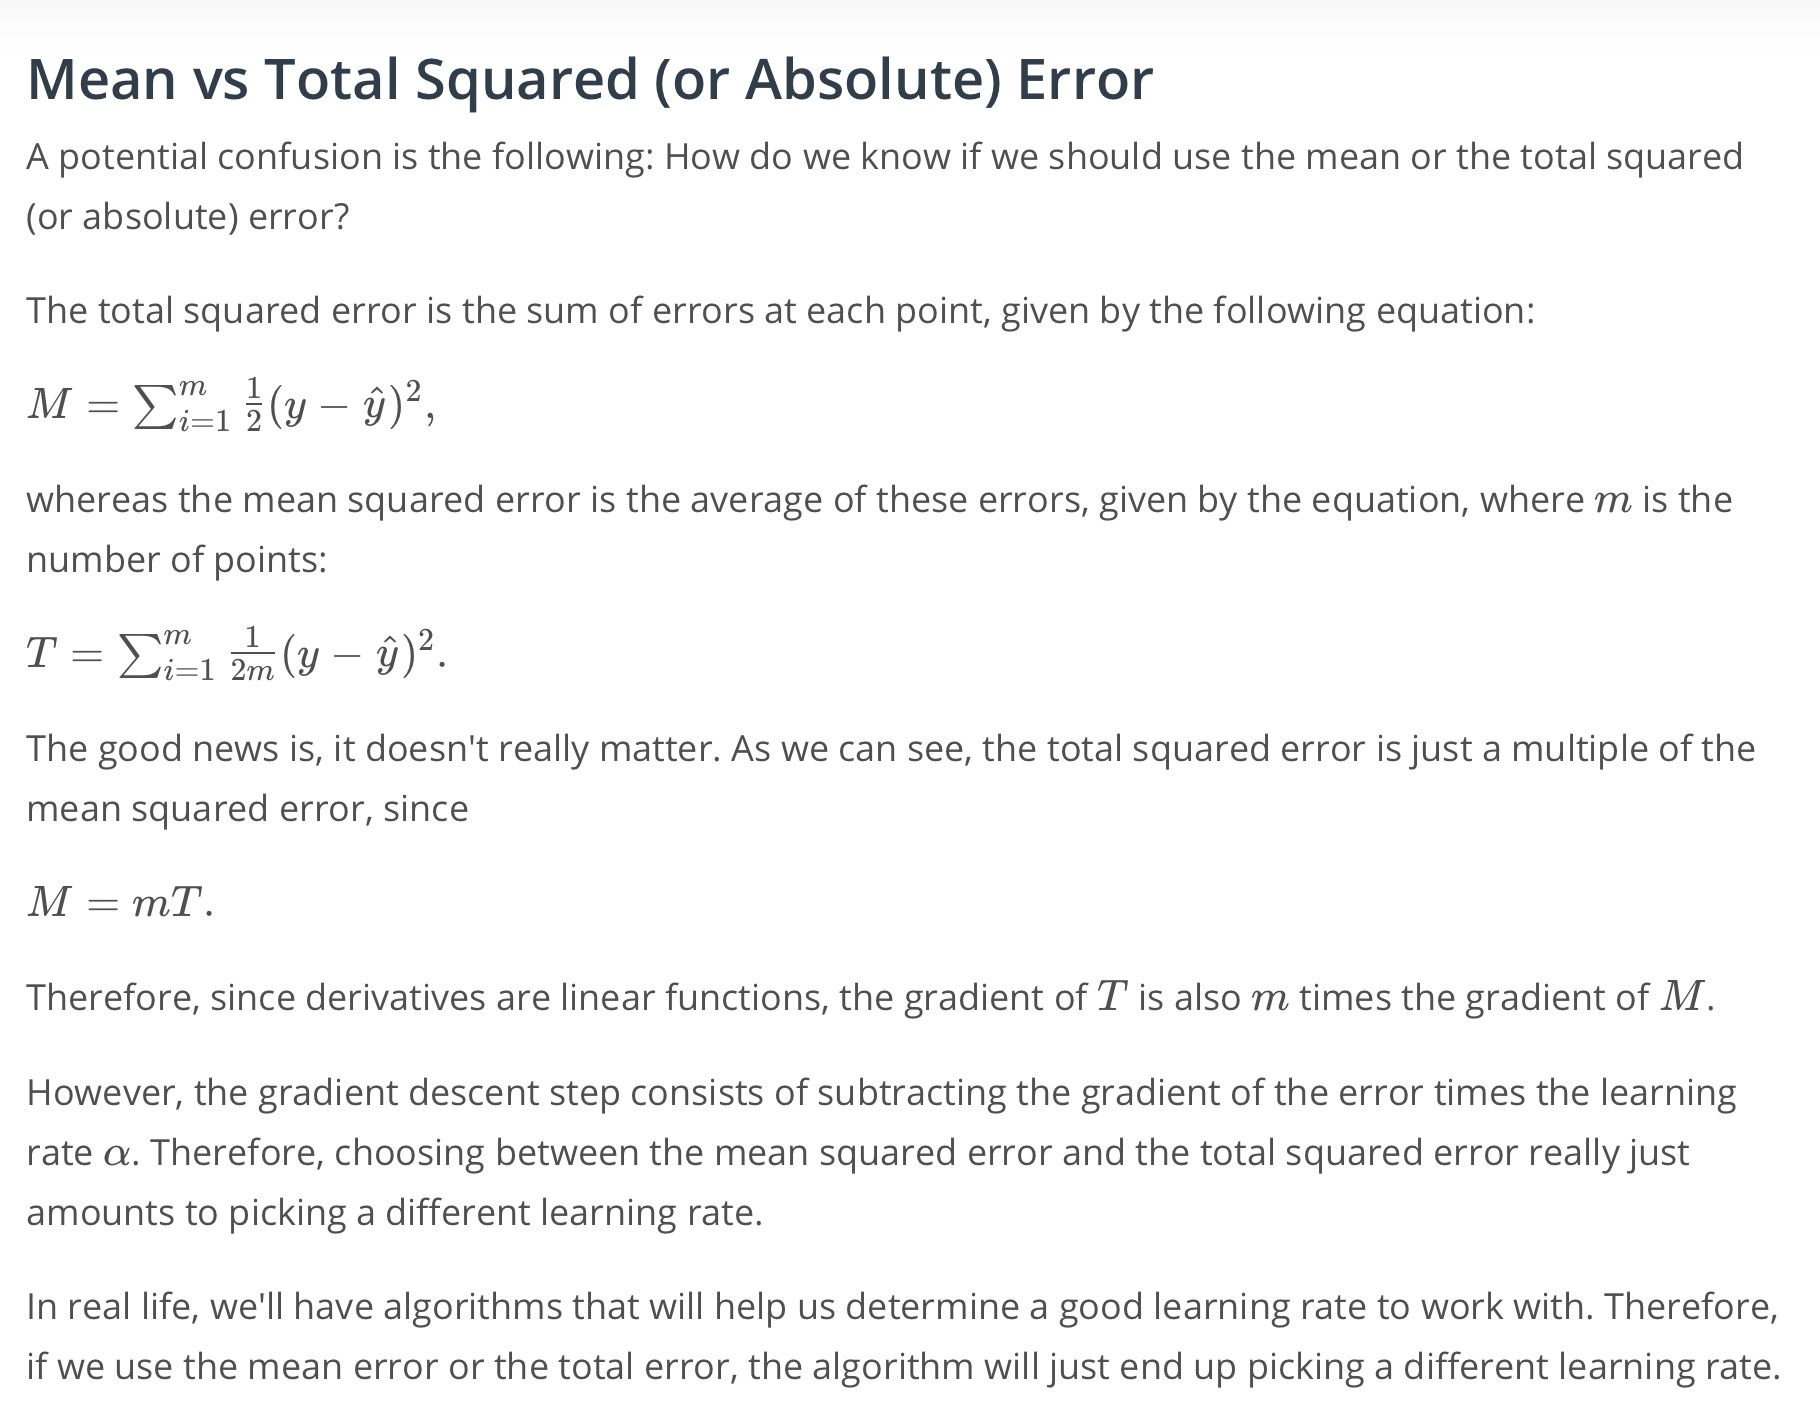 Mean vs Total Squared (or Absolute) Error
A potential confusion is the following: How do we know if we should use the mean or the total squared
(or absolute) error?
The total squared error is the sum of errors at each point, given by the following equation:
M = ∑_{i=1}^{m} \frac{1}{2}(y − ŷ)²,
whereas the mean squared error is the average of these errors, given by the equation, where m is the
number of points:
T = ∑_{i=1}^{m} \frac{1}{2m}(y − ŷ)².
The good news is, it doesn't really matter. As we can see, the total squared error is just a multiple of the
mean squared error, since
M = mT.
Therefore, since derivatives are linear functions, the gradient of T is also m times the gradient of M.
However, the gradient descent step consists of subtracting the gradient of the error times the learning
rate α. Therefore, choosing between the mean squared error and the total squared error really just
amounts to picking a different learning rate.
In real life, we'll have algorithms that will help us determine a good learning rate to work with. Therefore,
if we use the mean error or the total error, the algorithm will just end up picking a different learning rate.